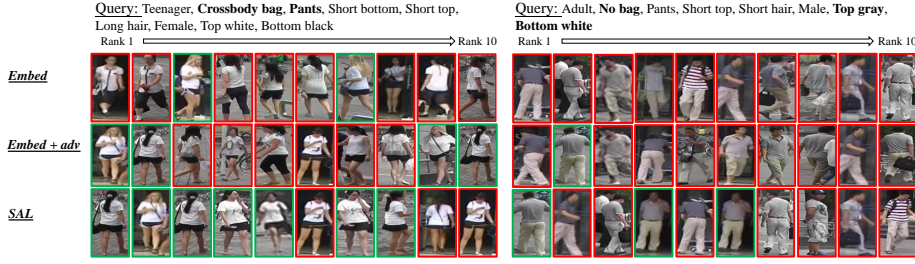 Query: Teenager, Crossbody bag, Pants, Short bottom, Short top,
Long hair, Female, Top white, Bottom black
Rank 1 Rank 10
Query: Adult, No bag, Pants, Short top, Short hair, Male, Top gray,
Bottom white
Rank 1 Rank 10
Embed
Embed + adv
SAL